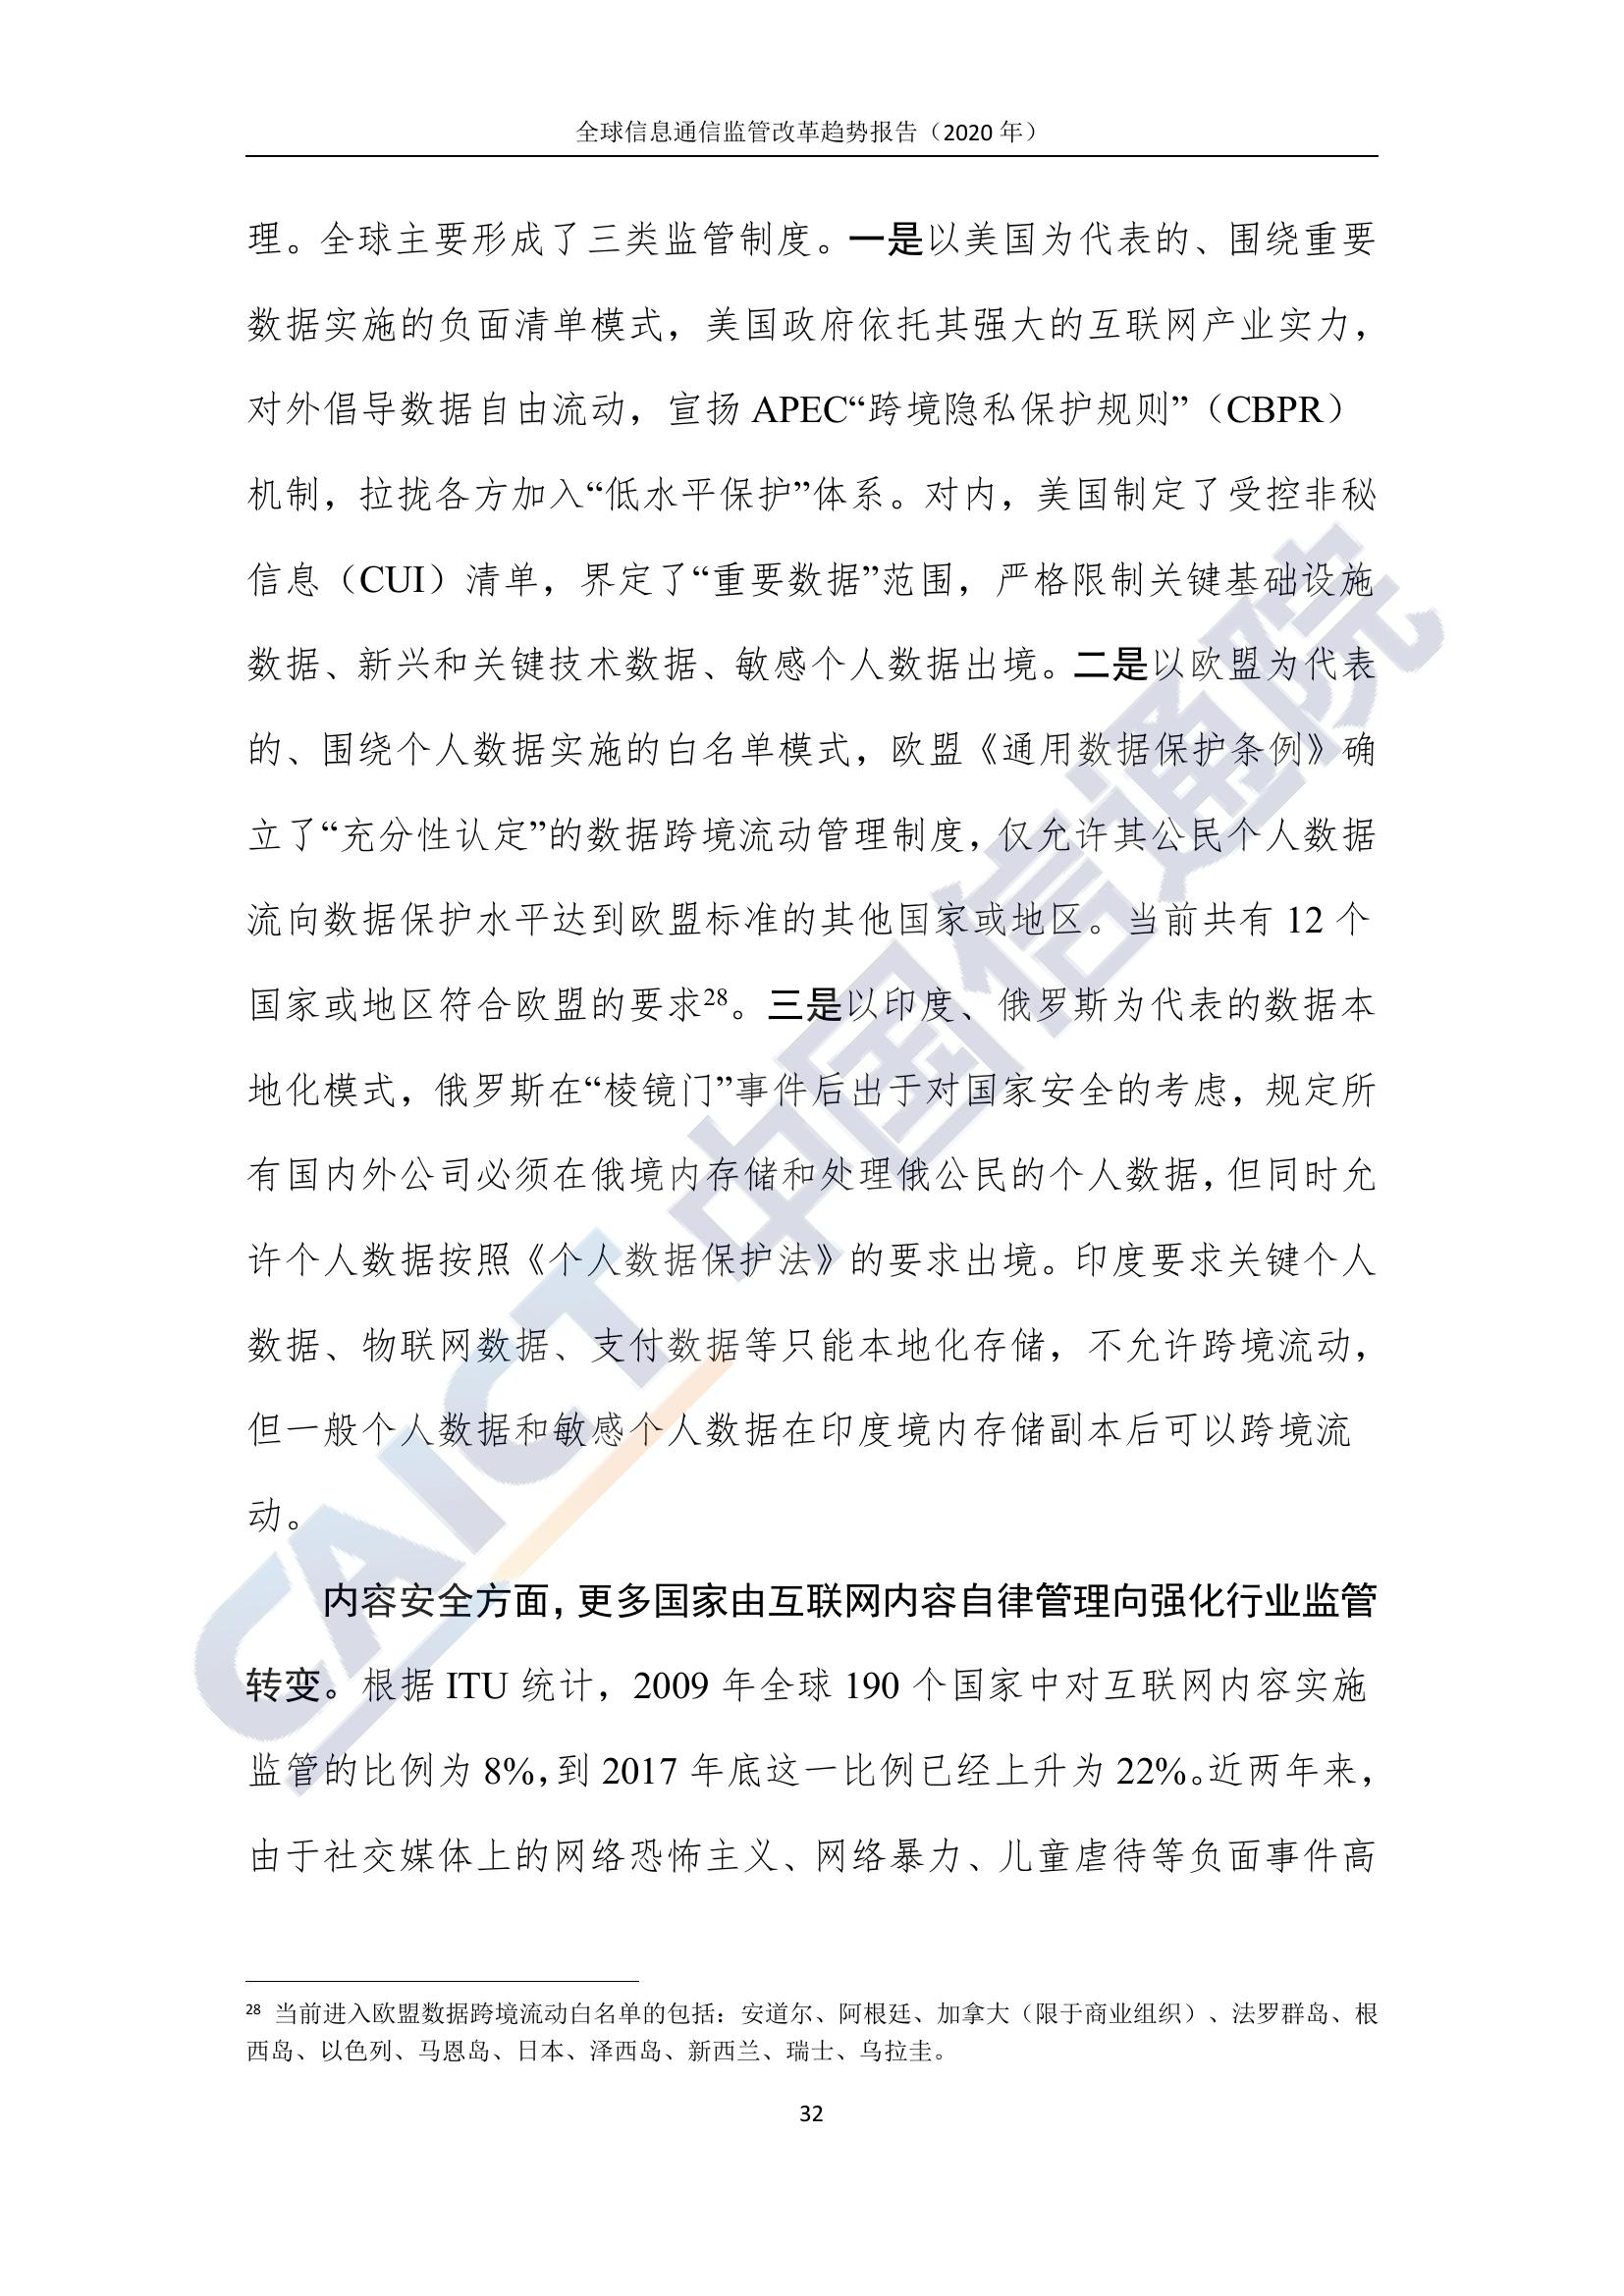 全球信息通信监管改革趋势报告（2020 年）
理。全球主要形成了三类监管制度。一是以美国为代表的、围绕重要
数据实施的负面清单模式，美国政府依托其强大的互联网产业实力，
对外倡导数据自由流动，宣扬 APEC“跨境隐私保护规则”（CBPR）
机制，拉拢各方加入“低水平保护”体系。对内，美国制定了受控非秘
信息（CUI）清单，界定了“重要数据”范围，严格限制关键基础设施
数据、新兴和关键技术数据、敏感个人数据出境。二是以欧盟为代表
的、围绕个人数据实施的白名单模式，欧盟《通用数据保护条例》确
立了“充分性认定”的数据跨境流动管理制度，仅允许其公民个人数据
流向数据保护水平达到欧盟标准的其他国家或地区。当前共有 12 个
国家或地区符合欧盟的要求28。三是以印度、俄罗斯为代表的数据本
地化模式，俄罗斯在“棱镜门”事件后出于对国家安全的考虑，规定所
有国内外公司必须在俄境内存储和处理俄公民的个人数据，但同时允
许个人数据按照《个人数据保护法》的要求出境。印度要求关键个人
数据、物联网数据、支付数据等只能本地化存储，不允许跨境流动，
但一般个人数据和敏感个人数据在印度境内存储副本后可以跨境流
动。
内容安全方面，更多国家由互联网内容自律管理向强化行业监管
转变。根据 ITU 统计，2009 年全球 190 个国家中对互联网内容实施
监管的比例为 8%，到 2017 年底这一比例已经上升为 22%。近两年来，
由于社交媒体上的网络恐怖主义、网络暴力、儿童虐待等负面事件高
28 当前进入欧盟数据跨境流动白名单的包括：安道尔、阿根廷、加拿大（限于商业组织）、法罗群岛、根
西岛、以色列、马恩岛、日本、泽西岛、新西兰、瑞士、乌拉圭。
32
CAICT 中国信通院